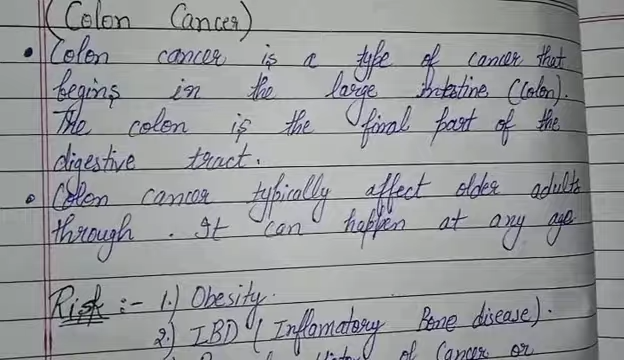 (Colon Cancer)
• Colon cancer is a type of cancer that
begins in the large intestine (Colon).
The colon is the final part of the
digestive tract.
• Colon cancer typically affect older adults
through. It can happen at any age
Risk :- 1.) Obesity.
2.) IBD (Inflamatory Bone disease).
of Cancer or